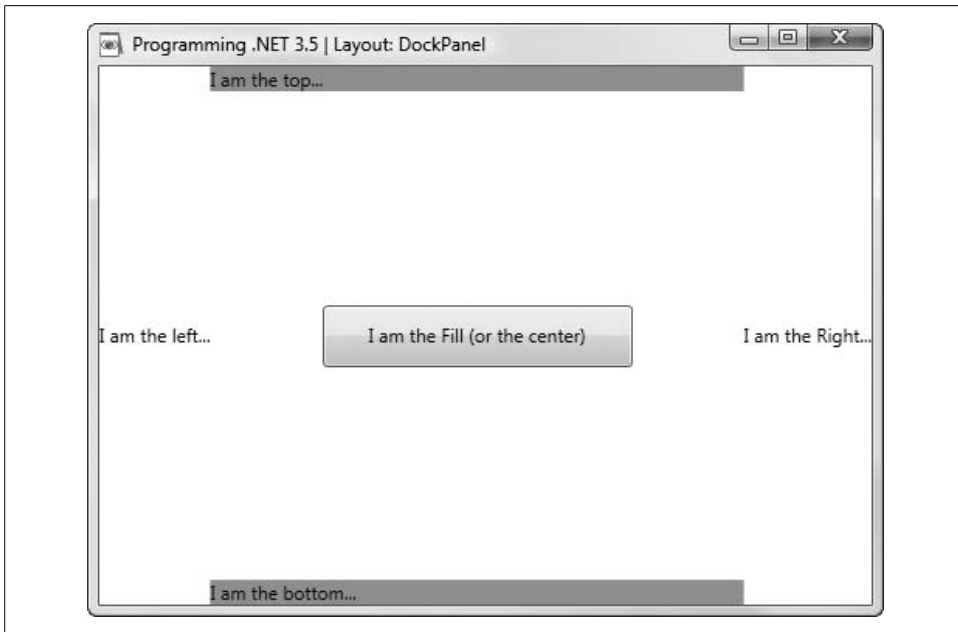 Programming .NET 3.5 | Layout: DockPanel
I am the top...
I am the left...
I am the Fill (or the center)
I am the Right...
I am the bottom...